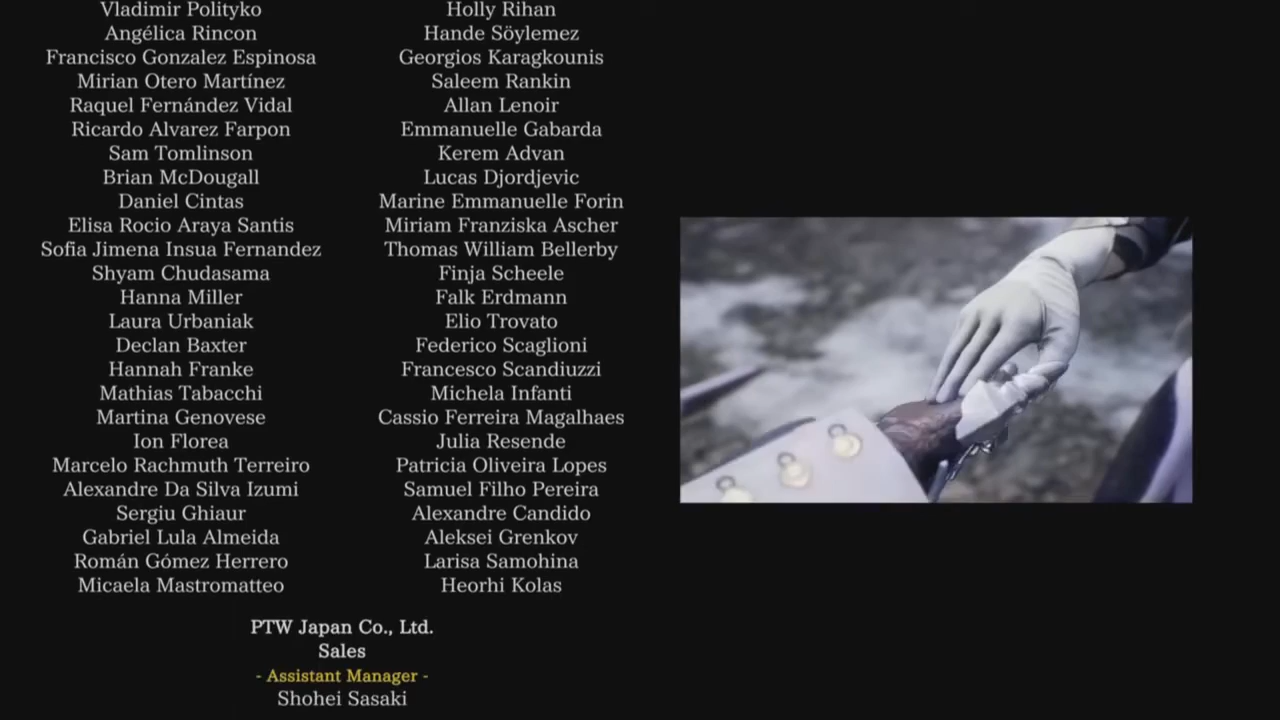 Vladimir Polityko
Angélica Rincon
Francisco Gonzalez Espinosa
Mirian Otero Martínez
Raquel Fernández Vidal
Ricardo Alvarez Farpon
Sam Tomlinson
Brian McDougall
Daniel Cintas
Elisa Rocio Araya Santis
Sofia Jimena Insua Fernandez
Shyam Chudasama
Hanna Miller
Laura Urbaniak
Declan Baxter
Hannah Franke
Mathias Tabacchi
Martina Genovese
Ion Florea
Marcelo Rachmuth Terreiro
Alexandre Da Silva Izumi
Sergiu Ghiaur
Gabriel Lula Almeida
Román Gómez Herrero
Micaela Mastromatteo
Holly Rihan
Hande Söylemez
Georgios Karagkounis
Saleem Rankin
Allan Lenoir
Emmanuelle Gabarda
Kerem Advan
Lucas Djordjevic
Marine Emmanuelle Forin
Miriam Franziska Ascher
Thomas William Bellerby
Finja Scheele
Falk Erdmann
Elio Trovato
Federico Scaglioni
Francesco Scandiuzzi
Michela Infanti
Cassio Ferreira Magalhaes
Julia Resende
Patricia Oliveira Lopes
Samuel Filho Pereira
Alexandre Candido
Aleksei Grenkov
Larisa Samohina
Heorhi Kolas
PTW Japan Co., Ltd.
Sales
- Assistant Manager -
Shohei Sasaki